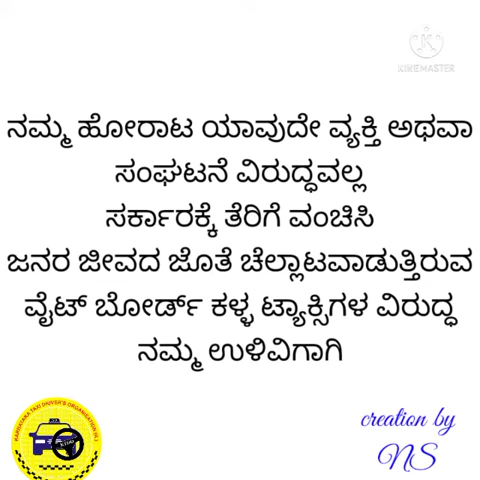 KINEMASTER
ನಮ್ಮ ಹೋರಾಟ ಯಾವುದೇ ವ್ಯಕ್ತಿ ಅಥವಾ
ಸಂಘಟನೆ ವಿರುದ್ಧವಲ್ಲ
ಸರ್ಕಾರಕ್ಕೆ ತೆರಿಗೆ ವಂಚಿಸಿ
ಜನರ ಜೀವದ ಜೊತೆ ಚೆಲ್ಲಾಟವಾಡುತ್ತಿರುವ
ವೈಟ್ ಬೋರ್ಡ್ ಕಳ್ಳ ಟ್ಯಾಕ್ಸಿಗಳ ವಿರುದ್ಧ
ನಮ್ಮ ಉಳಿವಿಗಾಗಿ
KARNATAKA TAXI DRIVER'S ORGANISATION
creation by
NS